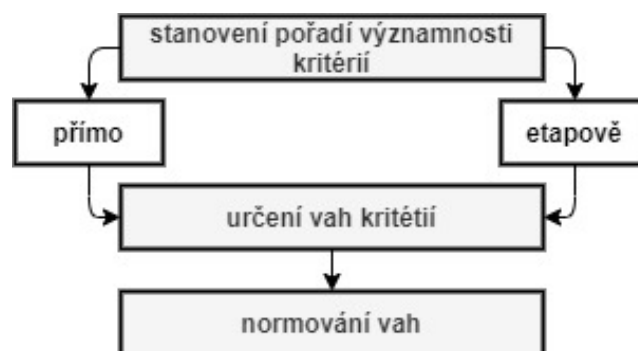 stanovení pořadí významnosti
kritérií
přímo
etapově
určení vah kritétií
normování vah